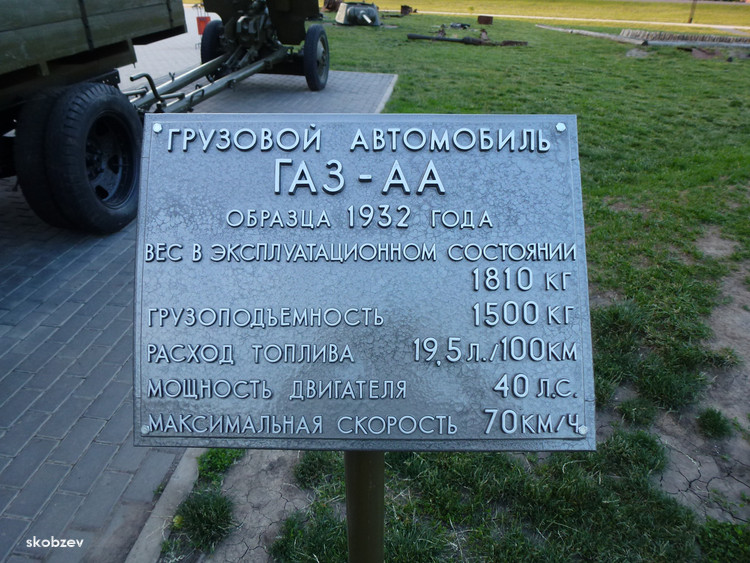 ГРУЗОВОЙ АВТОМОБИЛЬ
ГАЗ-АА
ОБРАЗЦА 1932 ГОДА
ВЕС В ЭКСПЛУАТАЦИОННОМ СОСТОЯНИИ
1810 КГ
ГРУЗОПОДЪЕМНОСТЬ 1500 КГ
РАСХОД ТОПЛИВА 19,5 Л./100КМ
МОЩНОСТЬ ДВИГАТЕЛЯ 40 Л.С.
МАКСИМАЛЬНАЯ СКОРОСТЬ 70КМ/Ч
skobzev